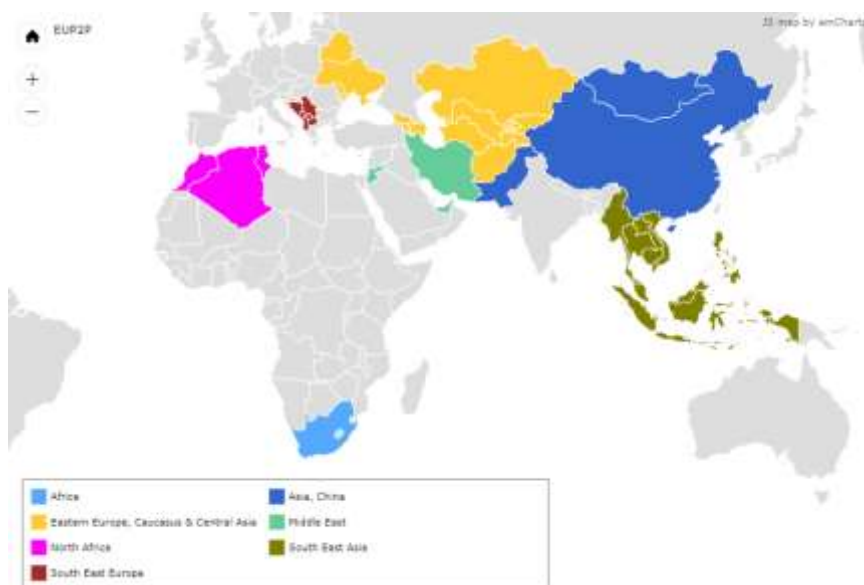 EUP2P
JS map by amCharts
+
−
Africa
Asia, China
Eastern Europe, Caucasus & Central Asia
Middle East
North Africa
South East Asia
South East Europe